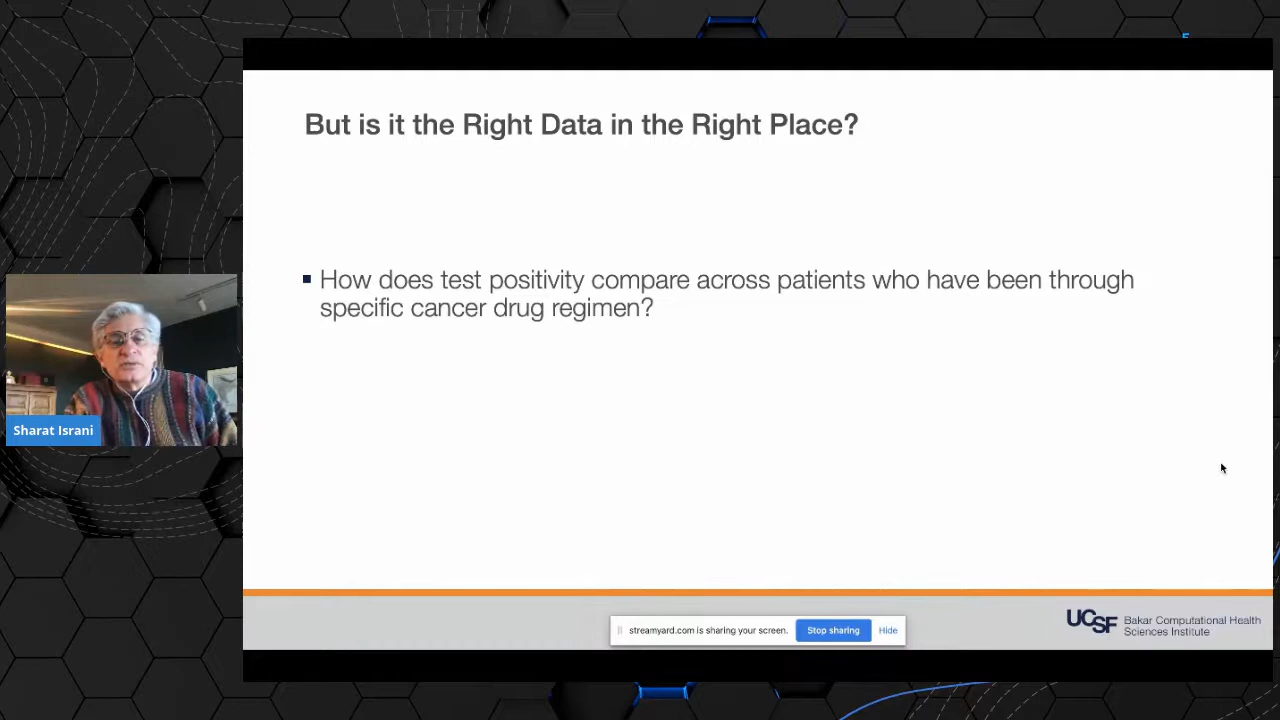 But is it the Right Data in the Right Place?
How does test positivity compare across patients who have been through
specific cancer drug regimen?
Sharat Israni
streamyard.com is sharing your screen. Stop sharing Hide
UCSF Bakar Computational Health
Sciences Institute